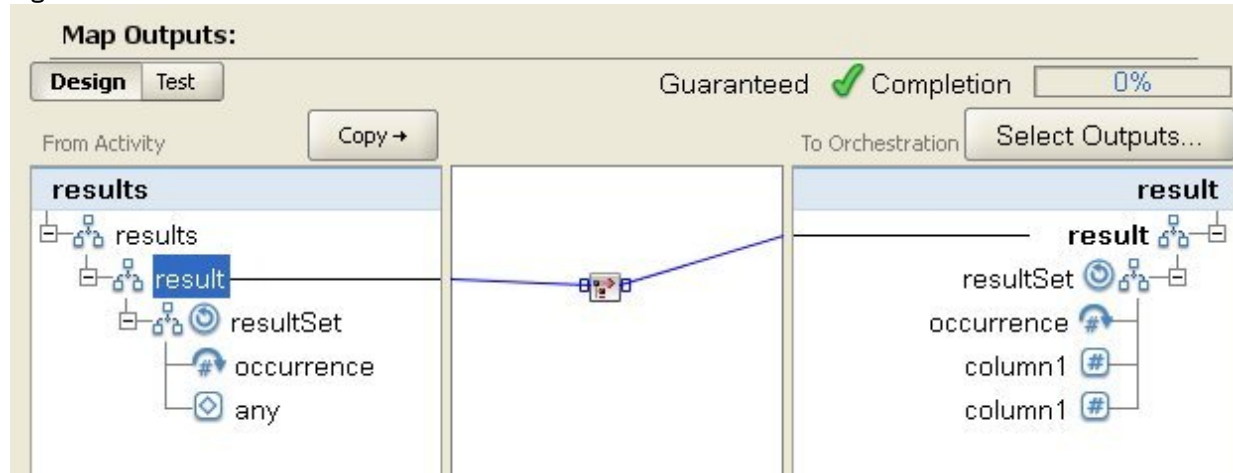 Map Outputs:
Design Test Guaranteed Completion 0%
From Activity Copy→ To Orchestration Select Outputs...
results result
results result
result resultSet
resultSet occurrence
occurrence column1
any column1